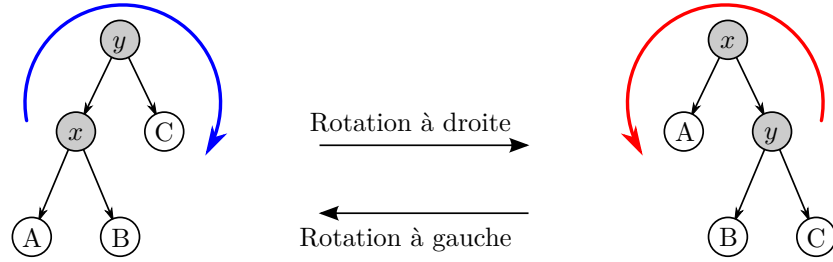 y
x
C
A
B
Rotation à droite
Rotation à gauche
x
A
y
B
C